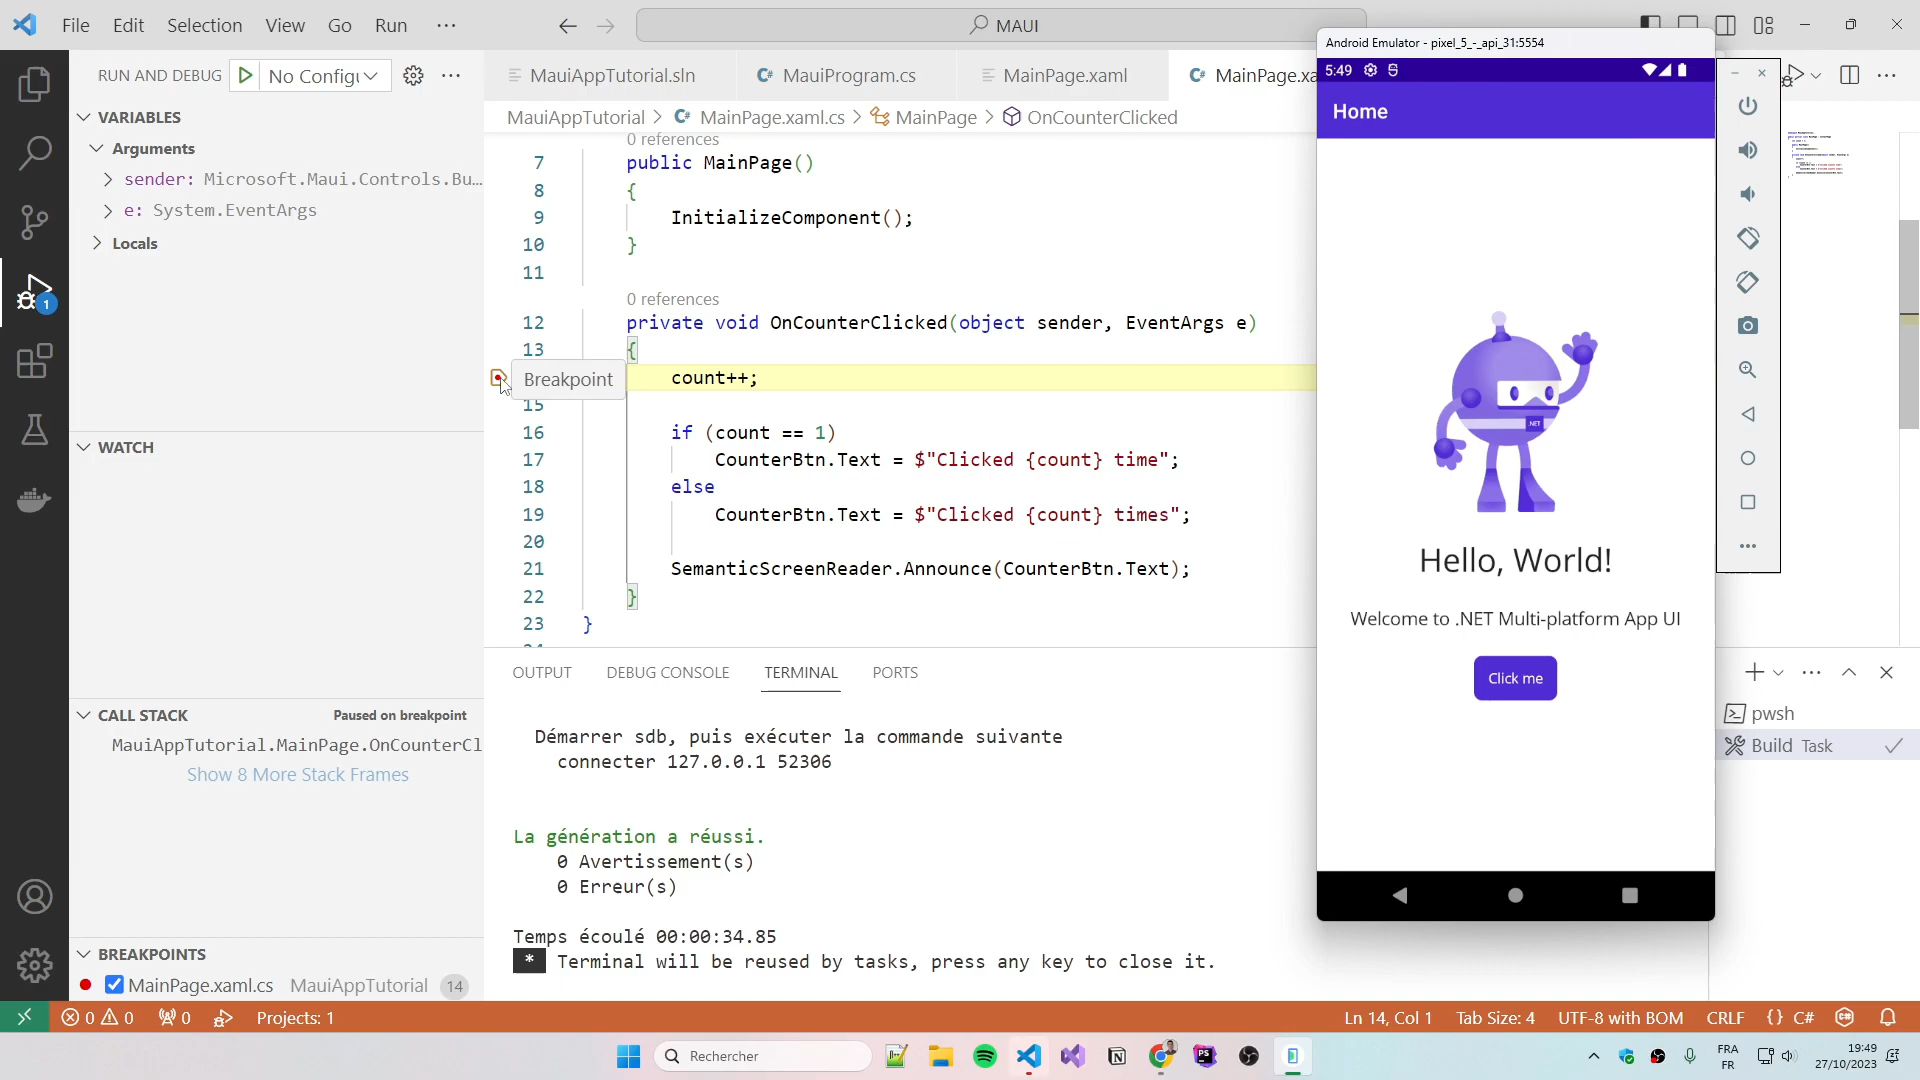 File Edit Selection View Go Run ···
MAUI
RUN AND DEBUG No Configu
VARIABLES
Arguments
sender: Microsoft.Maui.Controls.Bu…
e: System.EventArgs
Locals
WATCH
CALL STACK Paused on breakpoint
MauiAppTutorial.MainPage.OnCounterCl
Show 8 More Stack Frames
BREAKPOINTS
MainPage.xaml.cs MauiAppTutorial 14
1
MauiAppTutorial.sln C# MauiProgram.cs MainPage.xaml C# MainPage.xa
MauiAppTutorial > C# MainPage.xaml.cs > MainPage > OnCounterClicked
0 references
7 public MainPage()
8 {
9 InitializeComponent();
10 }
11
0 references
12 private void OnCounterClicked(object sender, EventArgs e)
13 {
Breakpoint count++;
15
16 if (count == 1)
17 CounterBtn.Text = $"Clicked {count} time";
18 else
19 CounterBtn.Text = $"Clicked {count} times";
20
21 SemanticScreenReader.Announce(CounterBtn.Text);
22 }
23 }
OUTPUT DEBUG CONSOLE TERMINAL PORTS
Démarrer sdb, puis exécuter la commande suivante
connecter 127.0.0.1 52306
La génération a réussi.
0 Avertissement(s)
0 Erreur(s)
Temps écoulé 00:00:34.85
* Terminal will be reused by tasks, press any key to close it.
pwsh
Build Task
Android Emulator - pixel_5_-_api_31:5554
5:49
Home
.NET
Hello, World!
Welcome to .NET Multi-platform App UI
Click me
0 0 0 Projects: 1
Ln 14, Col 1 Tab Size: 4 UTF-8 with BOM CRLF {} C#
Rechercher
FRA
FR
19:49
27/10/2023